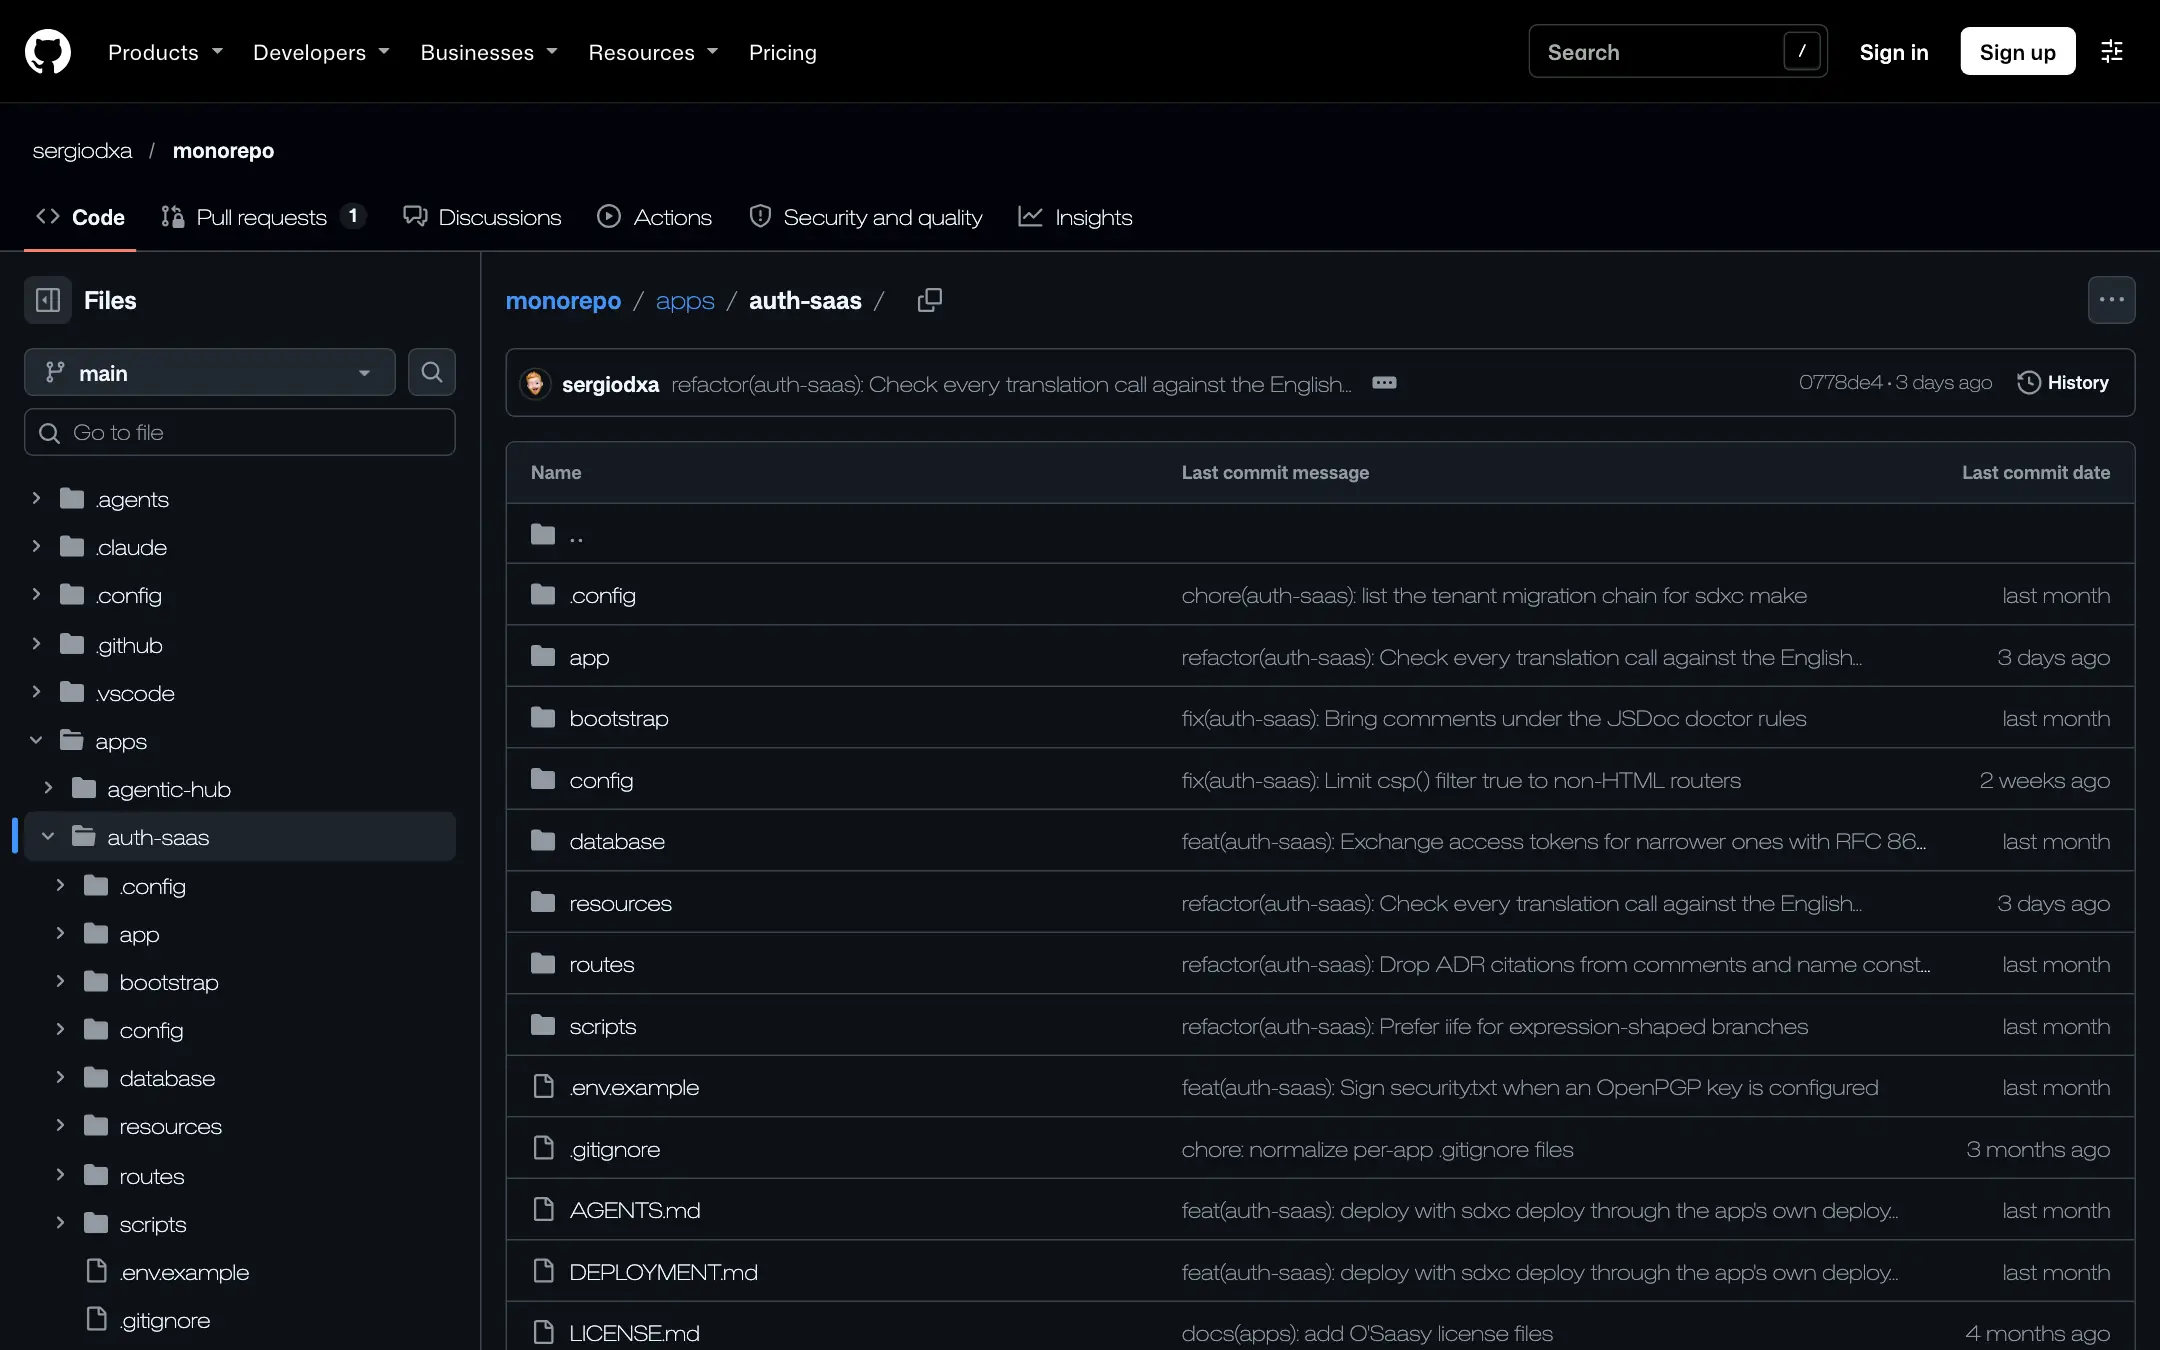 Products Developers Businesses Resources Pricing Search / Sign in Sign up
sergiodxa / monorepo
Code Pull requests 1 Discussions Actions Security and quality Insights
Files
main
Go to file
.agents
.claude
.config
.github
.vscode
apps
agentic-hub
auth-saas
.config
app
bootstrap
config
database
resources
routes
scripts
.env.example
.gitignore
monorepo / apps / auth-saas /
sergiodxa refactor(auth-saas): Check every translation call against the English... 0778de4 · 3 days ago History
Name Last commit message Last commit date
..
.config chore(auth-saas): list the tenant migration chain for sdxc make last month
app refactor(auth-saas): Check every translation call against the English... 3 days ago
bootstrap fix(auth-saas): Bring comments under the JSDoc doctor rules last month
config fix(auth-saas): Limit csp() filter true to non-HTML routers 2 weeks ago
database feat(auth-saas): Exchange access tokens for narrower ones with RFC 86... last month
resources refactor(auth-saas): Check every translation call against the English... 3 days ago
routes refactor(auth-saas): Drop ADR citations from comments and name const... last month
scripts refactor(auth-saas): Prefer iife for expression-shaped branches last month
.env.example feat(auth-saas): Sign security.txt when an OpenPGP key is configured last month
.gitignore chore: normalize per-app .gitignore files 3 months ago
AGENTS.md feat(auth-saas): deploy with sdxc deploy through the app's own deploy... last month
DEPLOYMENT.md feat(auth-saas): deploy with sdxc deploy through the app's own deploy... last month
LICENSE.md docs(apps): add O'Saasy license files 4 months ago